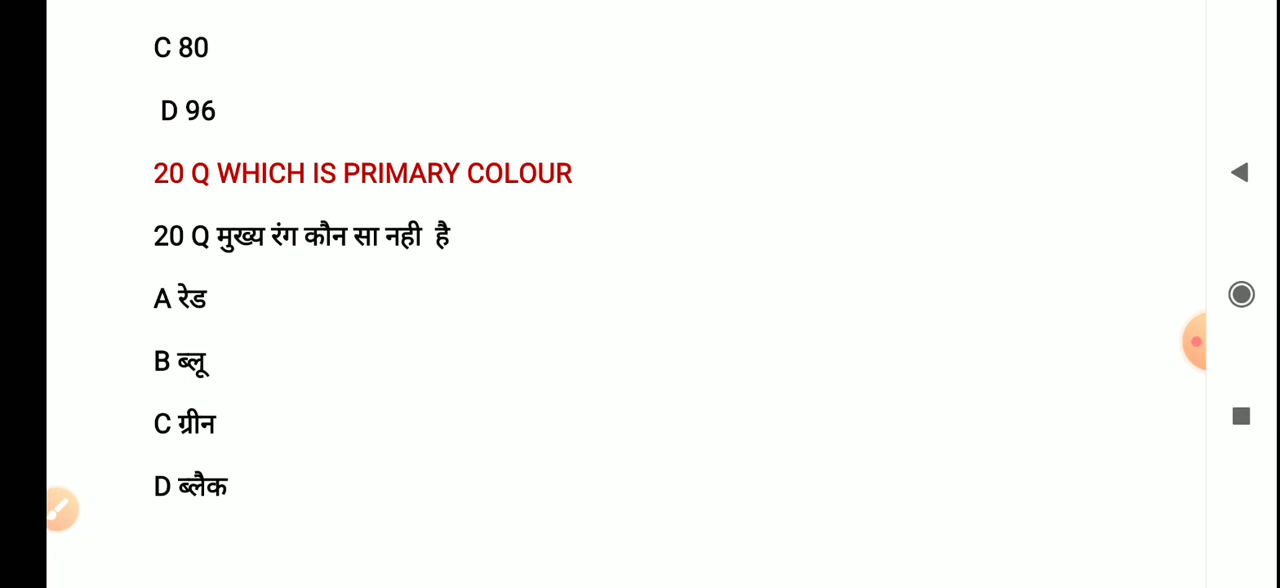 C 80
D 96
20 Q WHICH IS PRIMARY COLOUR
20 Q मुख्य रंग कौन सा नही है
A रेड
B ब्लू
C ग्रीन
D ब्लैक